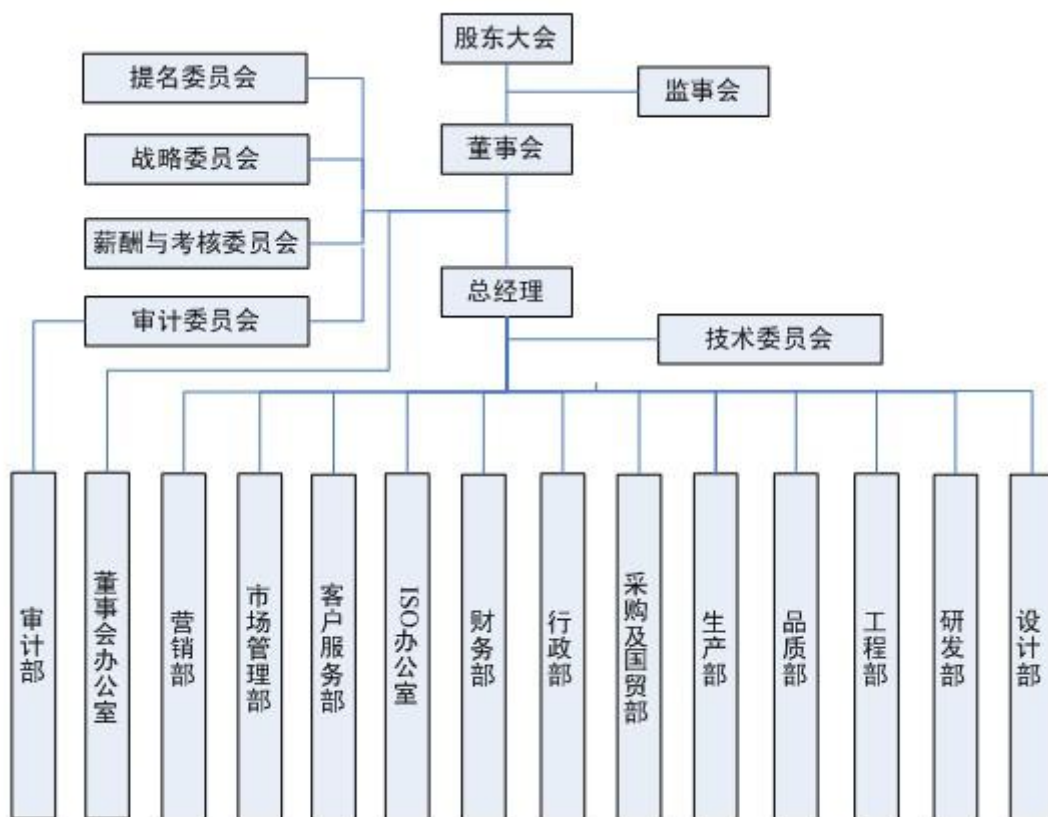 股东大会
提名委员会
监事会
董事会
战略委员会
薪酬与考核委员会
总经理
审计委员会
技术委员会
审计部
董事会办公室
营销部
市场管理部
客户服务部
ISO办公室
财务部
行政部
采购及国贸部
生产部
品质部
工程部
研发部
设计部